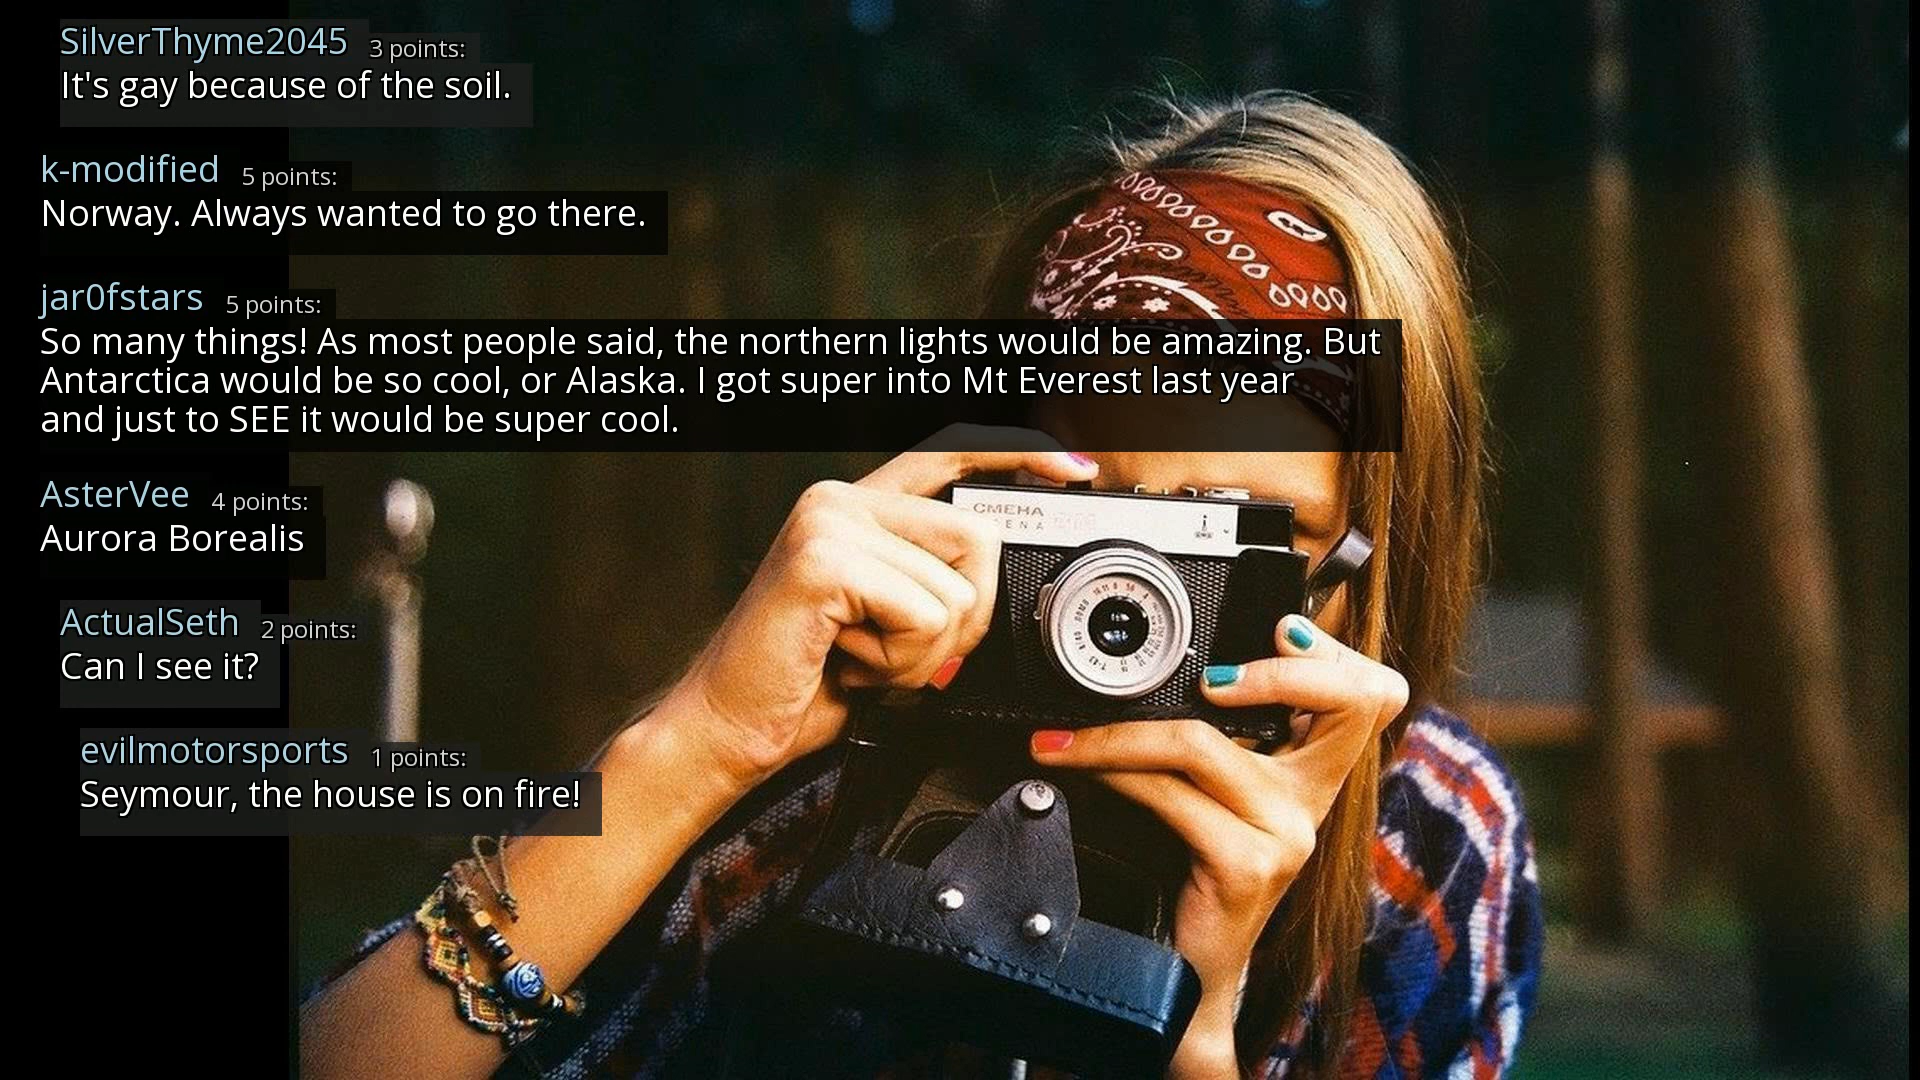 SilverThyme2045 3 points:
It's gay because of the soil.
k-modified 5 points:
Norway. Always wanted to go there.
jar0fstars 5 points:
So many things! As most people said, the northern lights would be amazing. But
Antarctica would be so cool, or Alaska. I got super into Mt Everest last year
and just to SEE it would be super cool.
AsterVee 4 points:
Aurora Borealis
CMEHA
ActualSeth 2 points:
Can I see it?
evilmotorsports 1 points:
Seymour, the house is on fire!